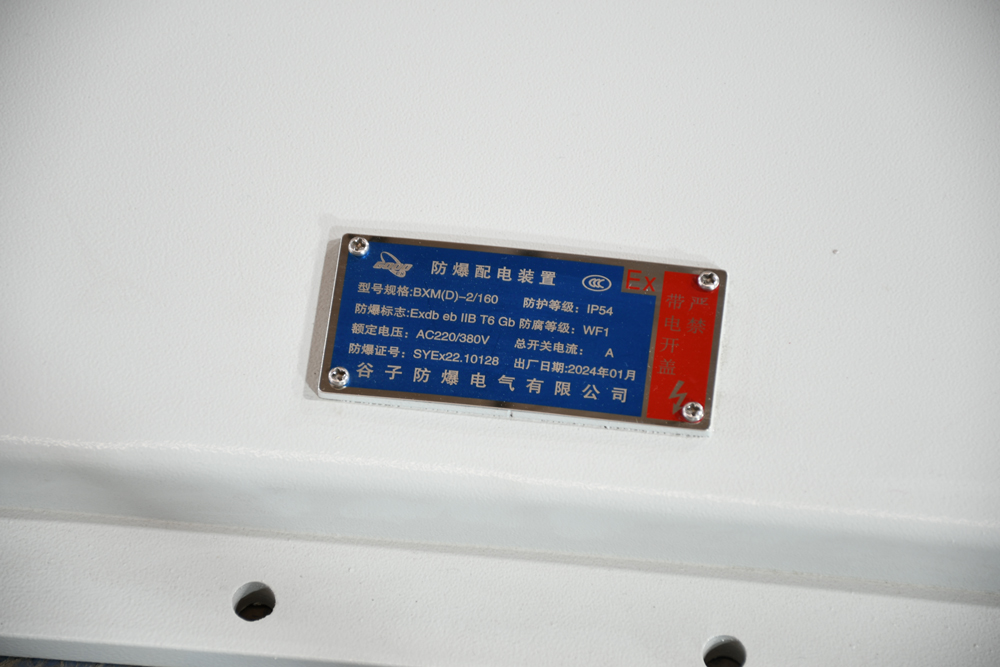 防爆配电装置
Ex
型号规格:BXM(D)-2/160 防护等级: IP54
防爆标志:Exdb eb IIB T6 Gb 防腐等级: WF1
额定电压: AC220/380V 总开关电流: A
防爆证号: SYEx22.10128 出厂日期:2024年01月
谷子防爆电气有限公司
严禁
带电开盖